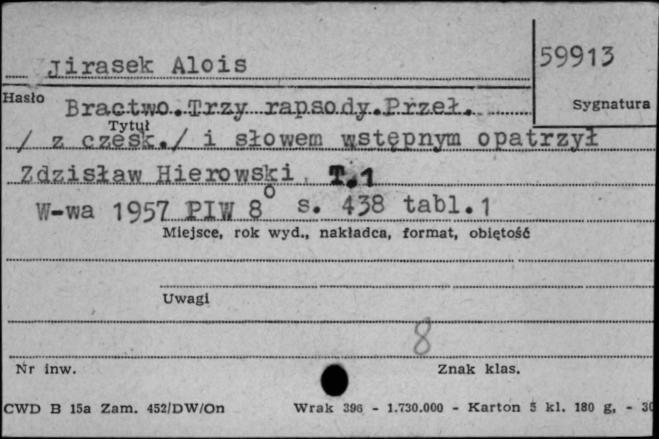 Jirasek Alois
59913
Hasło
Bractwo.Trzy rapsody.Przeł.
Sygnatura
Tytuł
/ z czesk./ i słowem wstępnym opatrzył
Zdzisław Hierowski T.1
W-wa 1957 PIW 8° s. 438 tabl.1
Miejsce, rok wyd., nakładca, format, obiętość
Uwagi
8
Nr inw.
Znak klas.
CWD B 15a Zam. 452/DW/On Wrak 396 - 1.730.000 - Karton 5 kl. 180 g, - 30